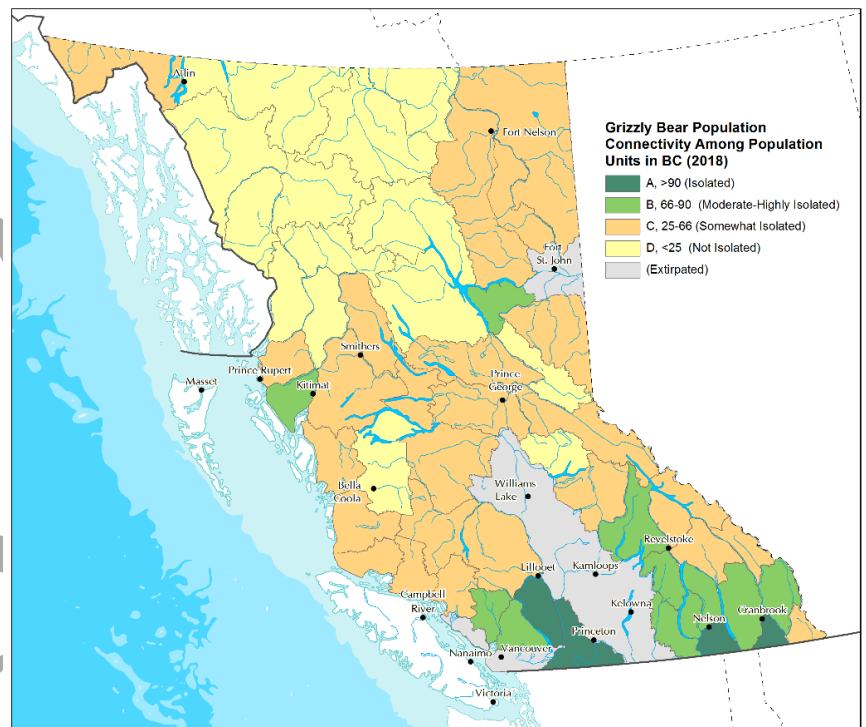 Atlin
Fort Nelson
Grizzly Bear Population
Connectivity Among Population
Units in BC (2018)
A, >90 (Isolated)
B, 66-90 (Moderate-Highly Isolated)
C, 25-66 (Somewhat Isolated)
D, <25 (Not Isolated)
(Extirpated)
Fort
St. John
Smithers
Prince Rupert
Masset
Kitimat
Prince
George
Williams
Lake
Bella
Coola
Revelstoke
Lillooet
Kamloops
Campbell
River
Kelowna
Cranbrook
Nelson
Princeton
Nanaimo
Vancouver
Victoria